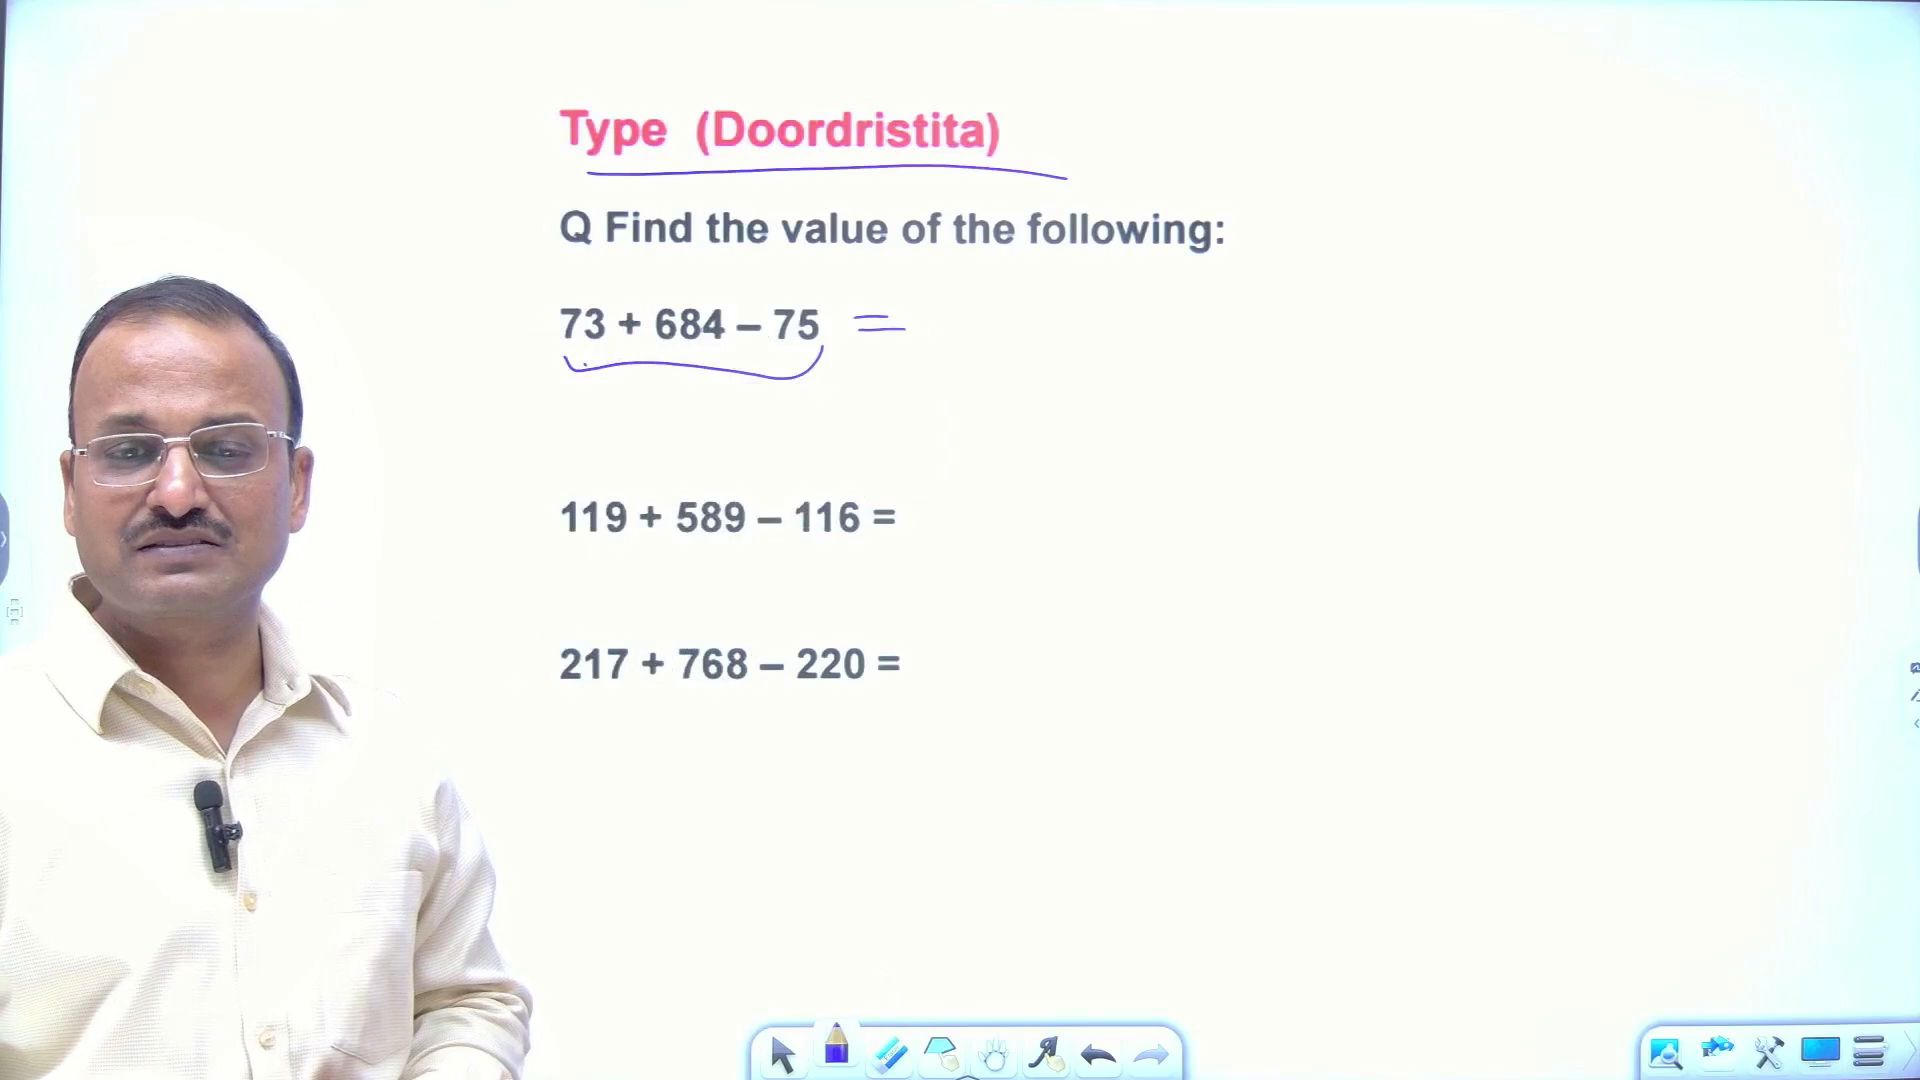 Type (Doordristita)
Q Find the value of the following:
73 + 684 – 75 =
119 + 589 – 116 =
217 + 768 – 220 =